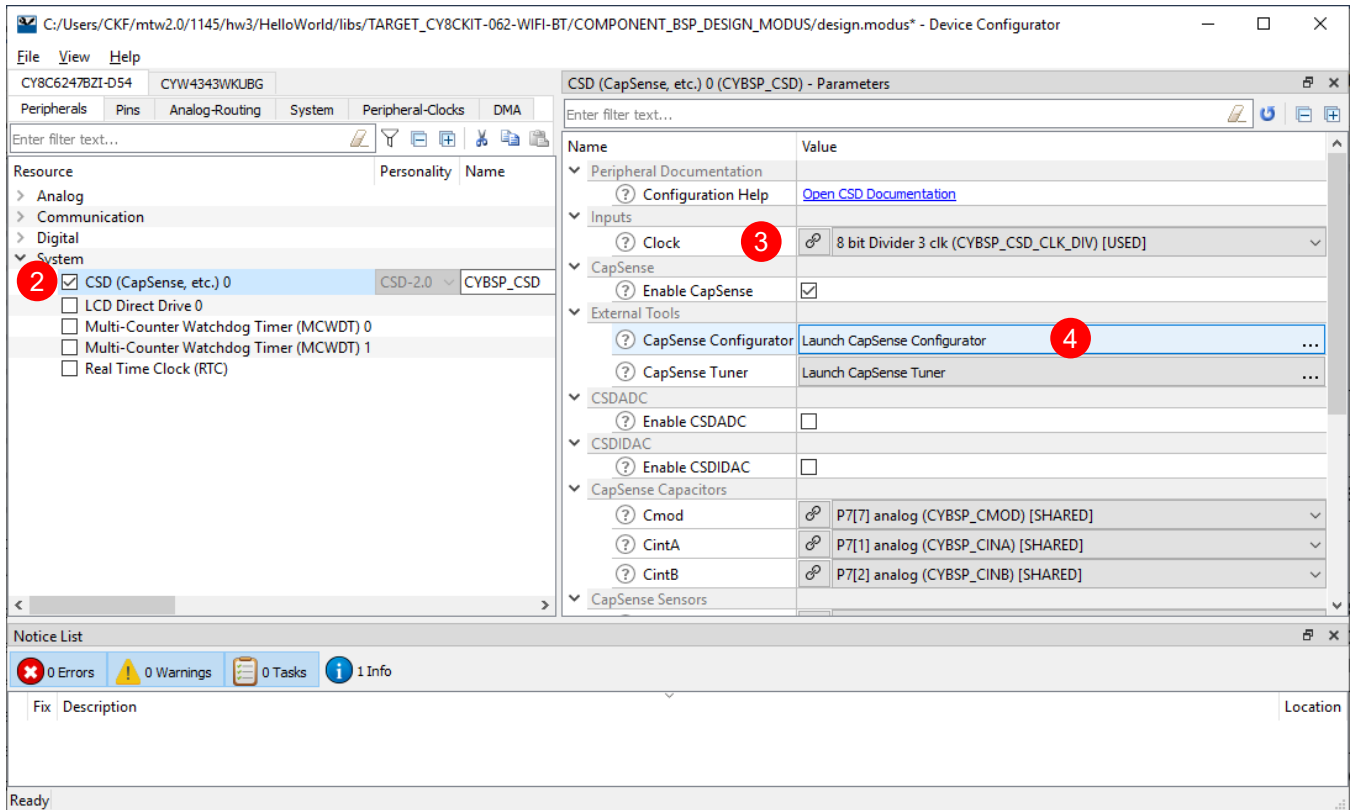 C:/Users/CKF/mtw2.0/1145/hw3/HelloWorld/libs/TARGET_CY8CKIT-062-WIFI-BT/COMPONENT_BSP_DESIGN_MODUS/design.modus* - Device Configurator
File View Help
CY8C6247BZI-D54 CYW4343WKUBG
Peripherals Pins Analog-Routing System Peripheral-Clocks DMA
Enter filter text...
Resource Personality Name
Analog
Communication
Digital
System
2 CSD (CapSense, etc.) 0 CSD-2.0 CYBSP_CSD
LCD Direct Drive 0
Multi-Counter Watchdog Timer (MCWDT) 0
Multi-Counter Watchdog Timer (MCWDT) 1
Real Time Clock (RTC)
CSD (CapSense, etc.) 0 (CYBSP_CSD) - Parameters
Enter filter text...
Name Value
Peripheral Documentation
? Configuration Help Open CSD Documentation
Inputs
? Clock 3 8 bit Divider 3 clk (CYBSP_CSD_CLK_DIV) [USED]
CapSense
? Enable CapSense
External Tools
? CapSense Configurator Launch CapSense Configurator 4 ...
? CapSense Tuner Launch CapSense Tuner ...
CSDADC
? Enable CSDADC
CSDIDAC
? Enable CSDIDAC
CapSense Capacitors
? Cmod P7[7] analog (CYBSP_CMOD) [SHARED]
? CintA P7[1] analog (CYBSP_CINA) [SHARED]
? CintB P7[2] analog (CYBSP_CINB) [SHARED]
CapSense Sensors
Notice List
0 Errors ! 0 Warnings 0 Tasks i 1 Info
Fix Description Location
Ready